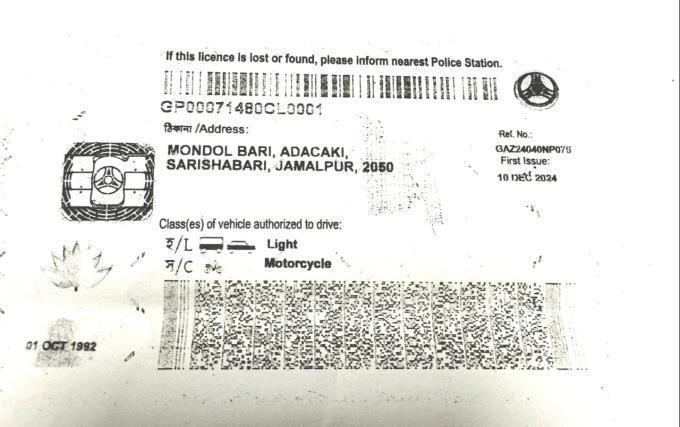 If this licence is lost or found, please inform nearest Police Station.
GP00071480CL0001
ঠিকানা /Address:
MONDOL BARI, ADACAKI,
SARISHABARI, JAMALPUR, 2050
Ref. No.:
GAZ24040NP076
First Issue:
10 DEC 2024
Class(es) of vehicle authorized to drive:
হ/L Light
ম/C Motorcycle
01 OCT 1992